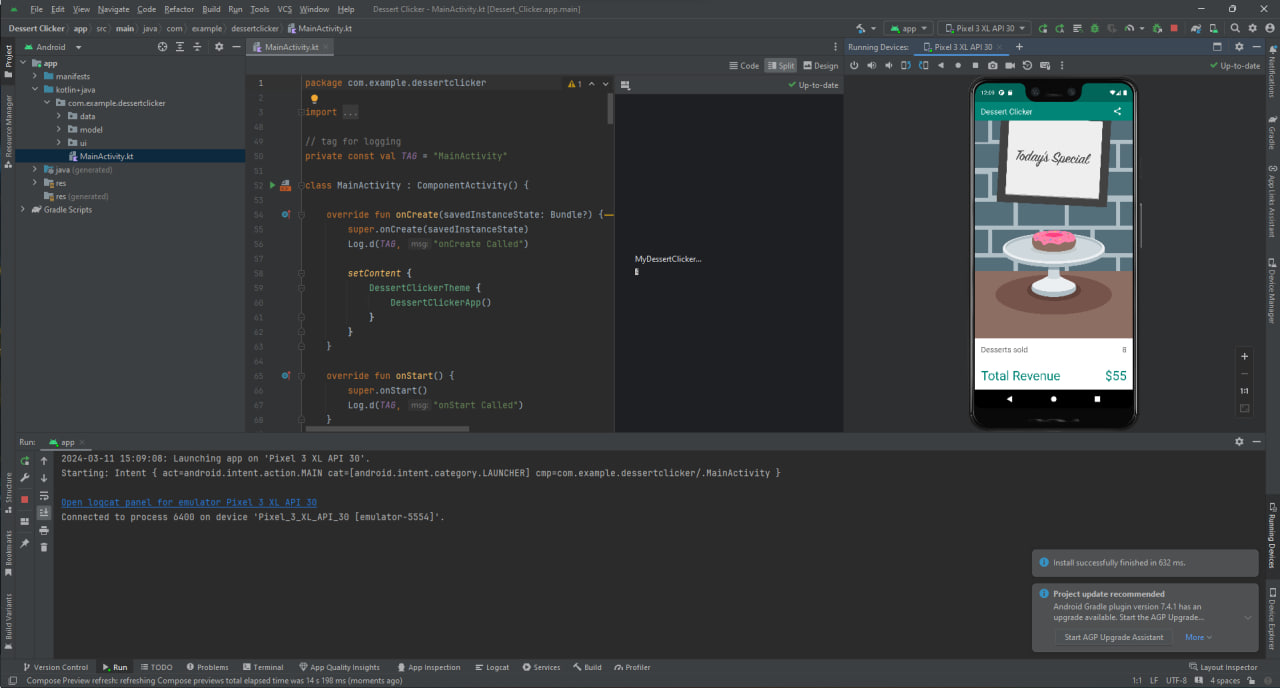 File Edit View Navigate Code Refactor Build Run Tools VCS Window Help Dessert Clicker - MainActivity.kt [Dessert_Clicker.app.main]
Dessert Clicker app src main java com example dessertclicker MainActivity.kt
app Pixel 3 XL API 30
Project
Resource Manager
Android
app
manifests
kotlin+java
com.example.dessertclicker
data
model
ui
MainActivity.kt
java (generated)
res
res (generated)
Gradle Scripts
MainActivity.kt
Code Split Design
1 package com.example.dessertclicker
1
2
3 import ...
48
49 // tag for logging
50 private const val TAG = "MainActivity"
51
52 class MainActivity : ComponentActivity() {
53
54 override fun onCreate(savedInstanceState: Bundle?) {
55 super.onCreate(savedInstanceState)
56 Log.d(TAG, msg: "onCreate Called")
57
58 setContent {
59 DessertClickerTheme {
60 DessertClickerApp()
61 }
62 }
63 }
64
65 override fun onStart() {
66 super.onStart()
67 Log.d(TAG, msg: "onStart Called")
68 }
Up-to-date
MyDessertClicker...
Running Devices: Pixel 3 XL API 30
Up-to-date
12:09
Dessert Clicker
Today's Special
Desserts sold 8
Total Revenue $55
1:1
Notifications
Gradle
App Links Assistant
Device Manager
Running Devices
Device Explorer
Structure
Bookmarks
Build Variants
Run: app
2024-03-11 15:09:08: Launching app on 'Pixel 3 XL API 30'.
Starting: Intent { act=android.intent.action.MAIN cat=[android.intent.category.LAUNCHER] cmp=com.example.dessertclicker/.MainActivity }
Open logcat panel for emulator Pixel 3 XL API 30
Connected to process 6400 on device 'Pixel_3_XL_API_30 [emulator-5554]'.
Install successfully finished in 632 ms.
Project update recommended
Android Gradle plugin version 7.4.1 has an
upgrade available. Start the AGP Upgrade...
Start AGP Upgrade Assistant More
Version Control Run TODO Problems Terminal App Quality Insights App Inspection Logcat Services Build Profiler Layout Inspector
Compose Preview refresh: refreshing Compose previews total elapsed time was 14 s 198 ms (moments ago) 1:1 LF UTF-8 4 spaces